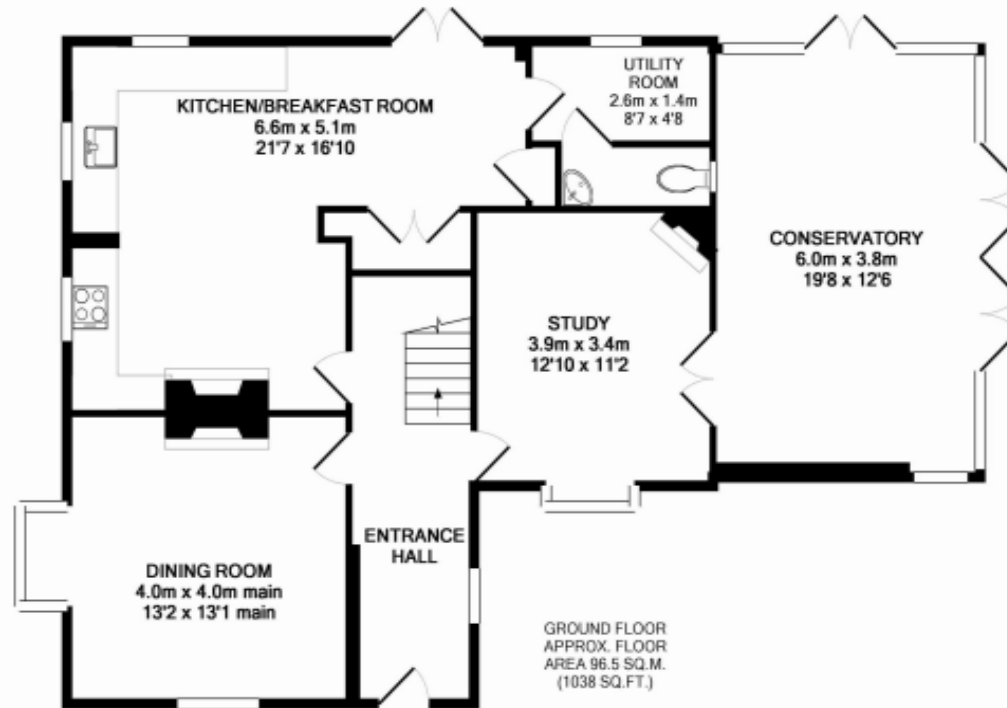 KITCHEN/BREAKFAST ROOM
6.6m x 5.1m
21'7 x 16'10
UTILITY
ROOM
2.6m x 1.4m
8'7 x 4'8
CONSERVATORY
6.0m x 3.8m
19'8 x 12'6
STUDY
3.9m x 3.4m
12'10 x 11'2
ENTRANCE
HALL
DINING ROOM
4.0m x 4.0m main
13'2 x 13'1 main
GROUND FLOOR
APPROX. FLOOR
AREA 96.5 SQ.M.
(1038 SQ.FT.)